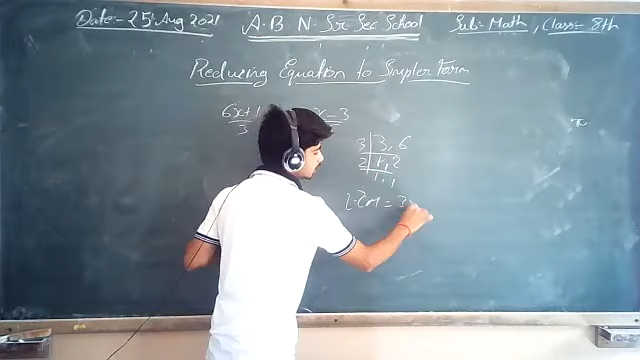 Date:- 25 Aug 2021 A.B.N. Sr. Sec. School Sub:- Math, Class:- 8th
Reducing Equation to Simpler Form
6x+1
3
x-3
3 | 3, 6
2 | 1, 2
1, 1
L.C.M = 3